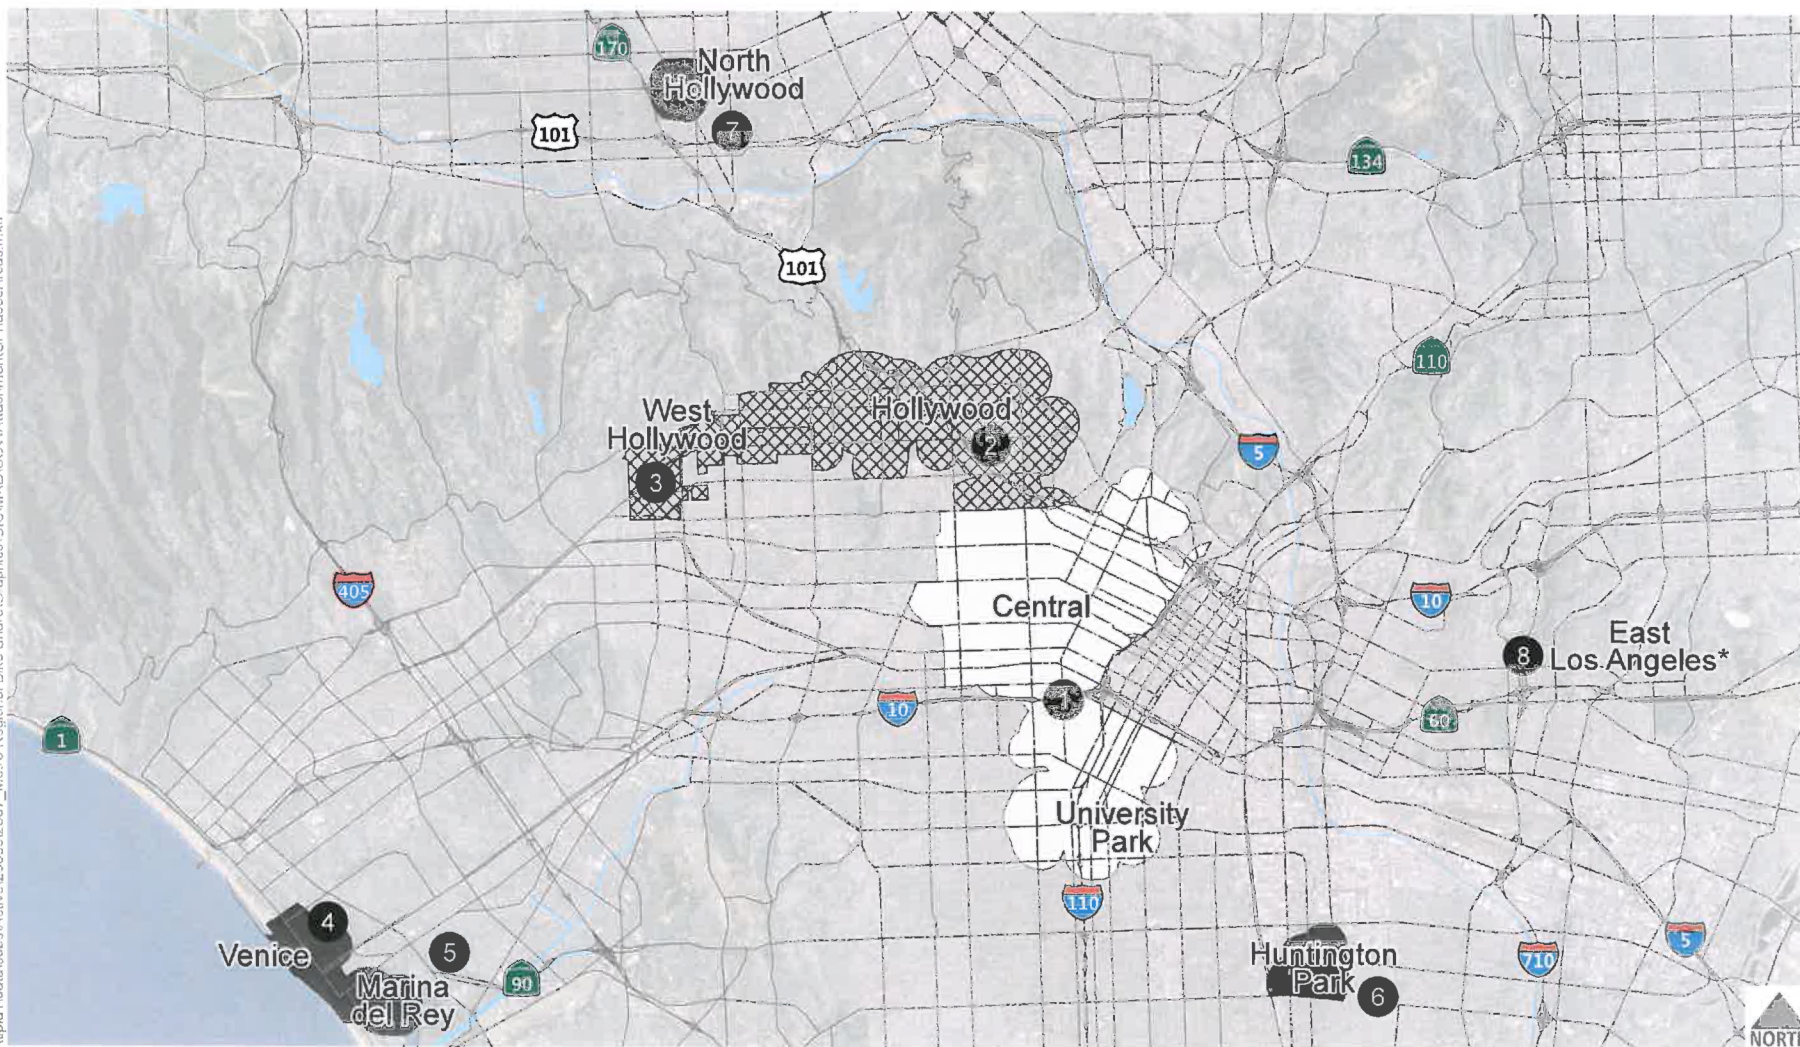 170
North
Hollywood
7
101
134
101
110
West
Hollywood
Hollywood
2
5
3
405
Central
10
East
Los Angeles*
8
1
10
60
1
University
Park
110
4
Venice
5
90
Marina
del Rey
Huntington
Park
6
710
5
NORTH